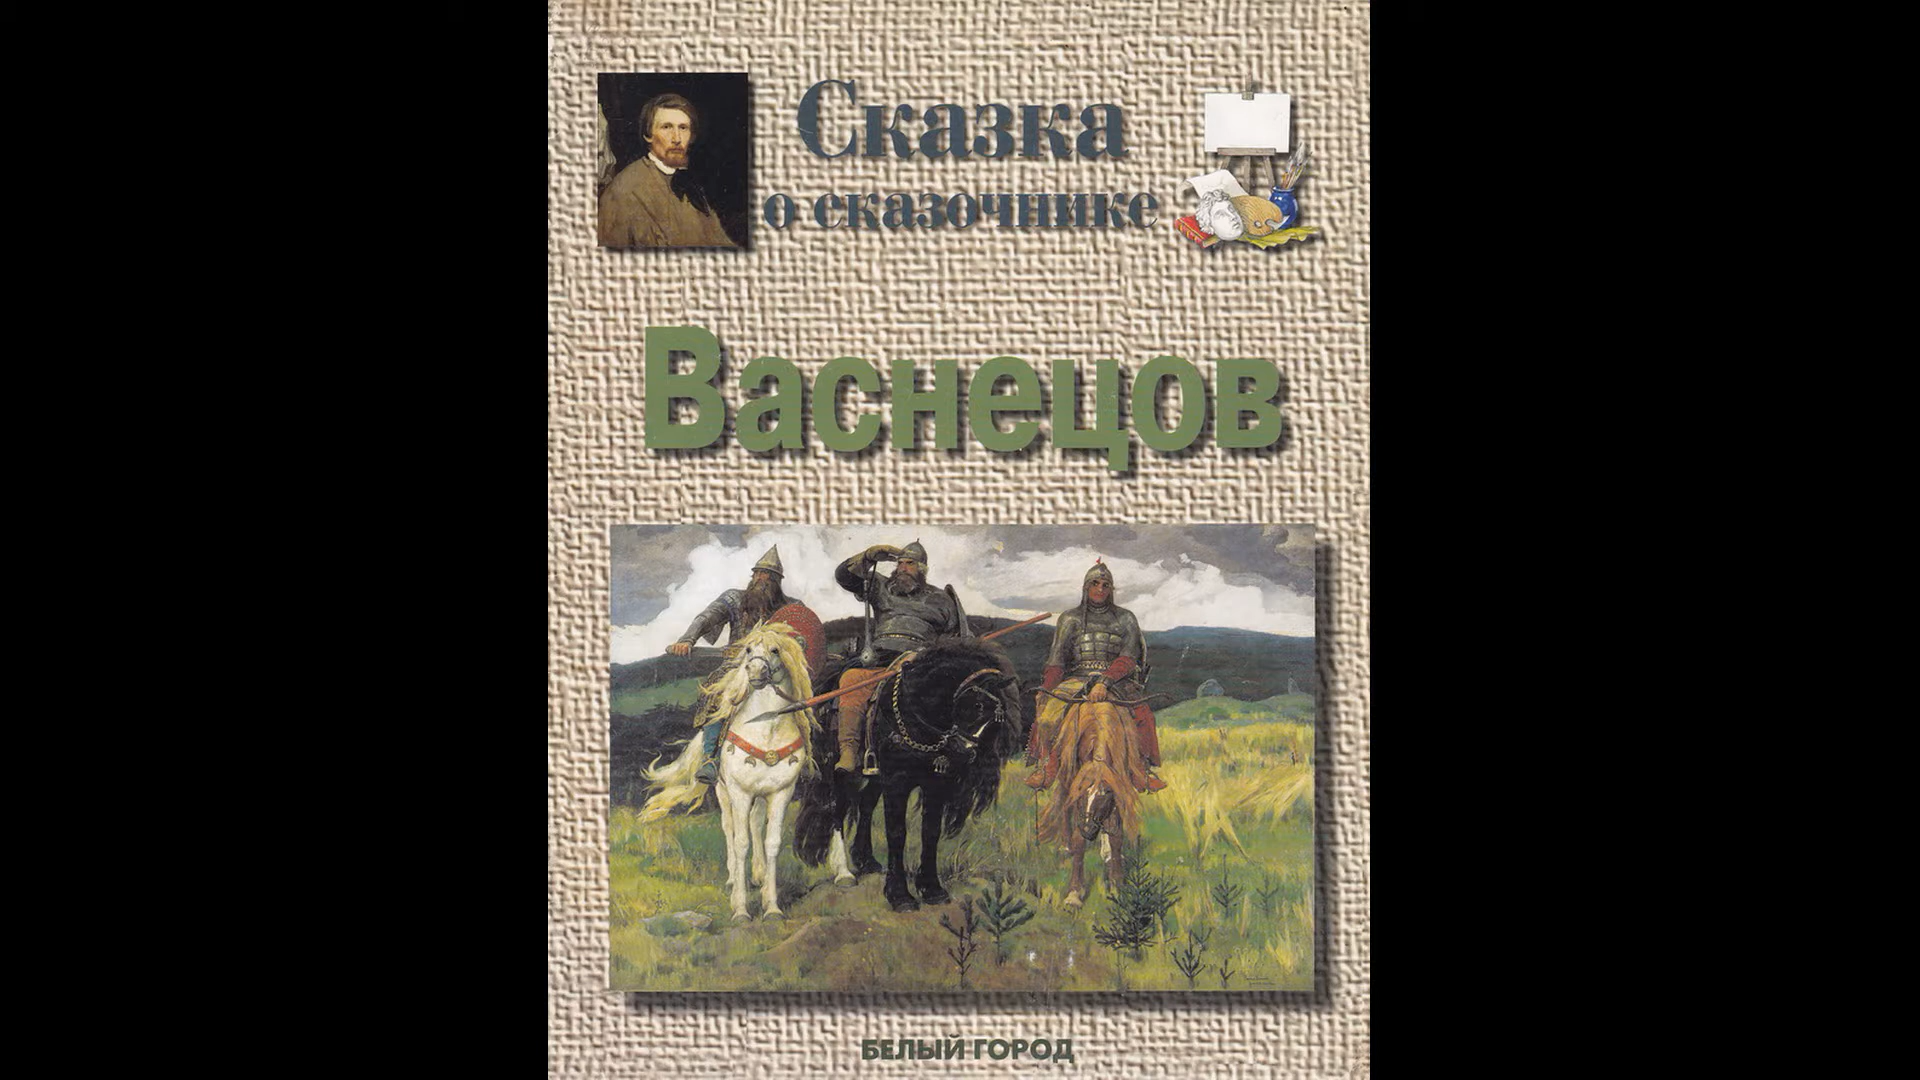 Сказка
о сказочнике
Васнецов
БЕЛЫЙ ГОРОД